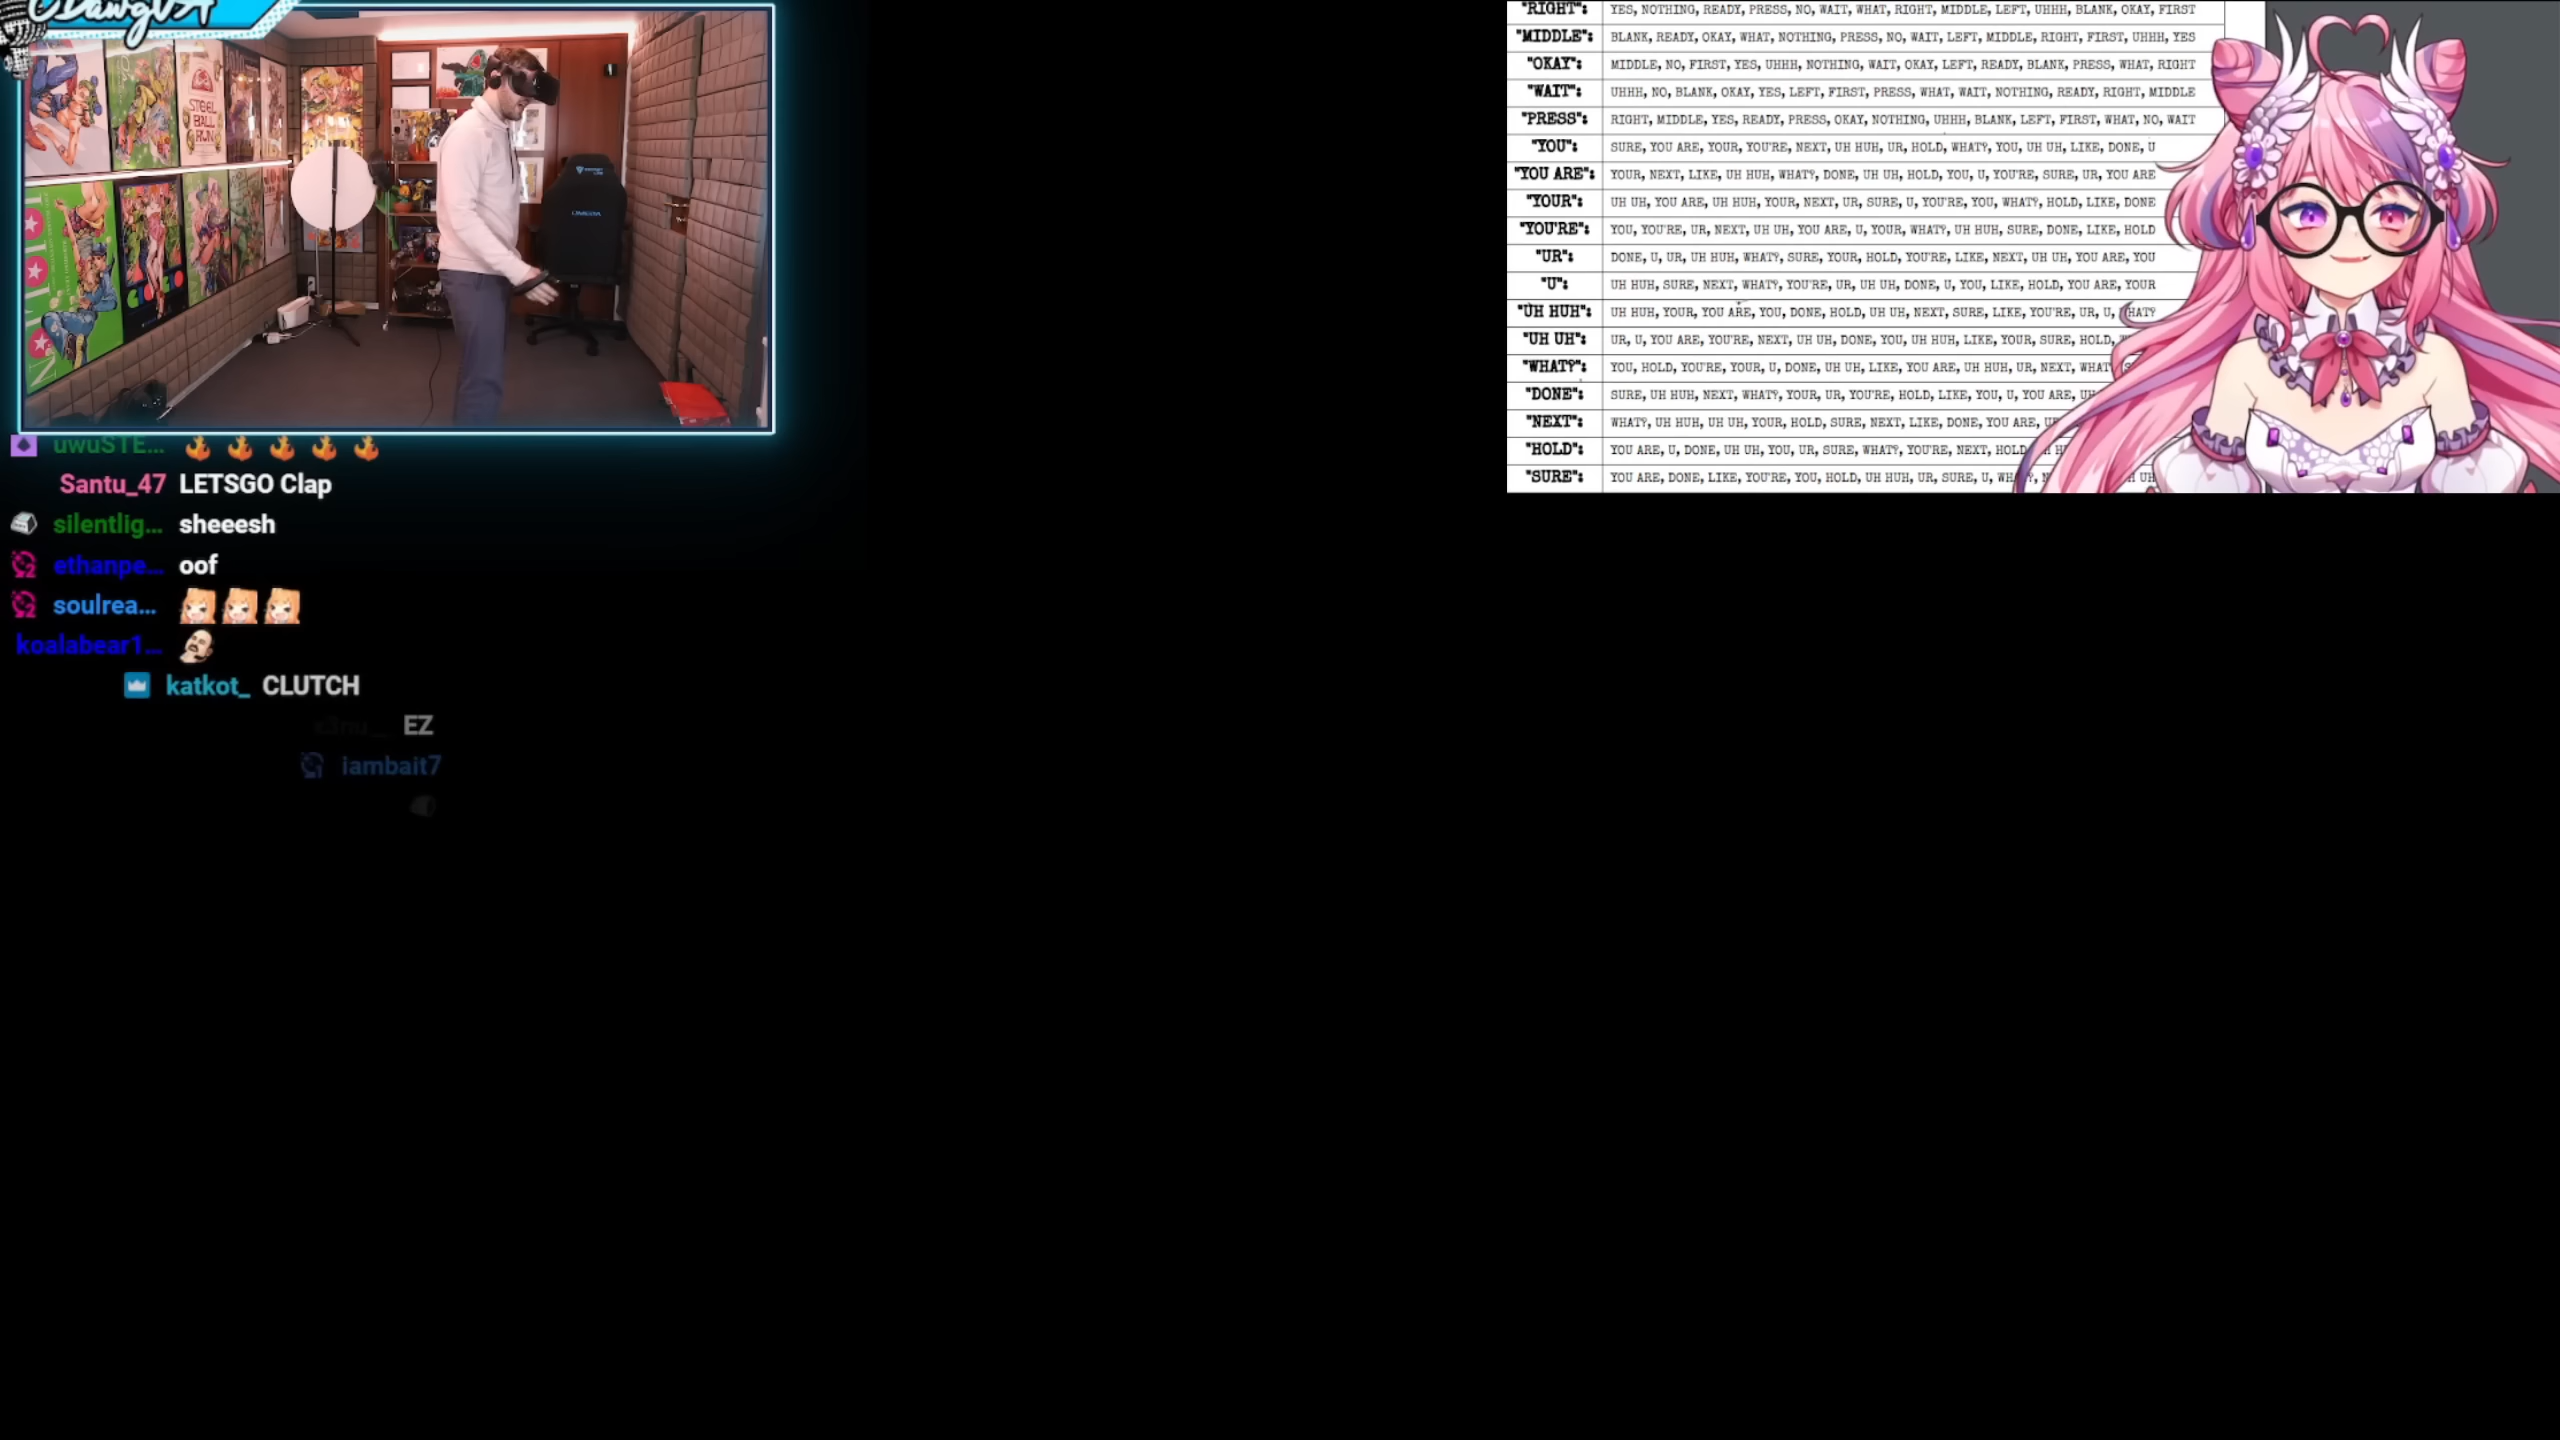 CDawgVA
STEEL
BALL
RUN
uwuSTE...
Santu_47 LETSGO Clap
silentlig... sheeesh
ethanpe... oof
soulrea...
koalabear1...
katkot_ CLUTCH
EZ
iambait7
"RIGHT": YES, NOTHING, READY, PRESS, NO, WAIT, WHAT, RIGHT, MIDDLE, LEFT, UHHH, BLANK, OKAY, FIRST
"MIDDLE": BLANK, READY, OKAY, WHAT, NOTHING, PRESS, NO, WAIT, LEFT, MIDDLE, RIGHT, FIRST, UHHH, YES
"OKAY": MIDDLE, NO, FIRST, YES, UHHH, NOTHING, WAIT, OKAY, LEFT, READY, BLANK, PRESS, WHAT, RIGHT
"WAIT": UHHH, NO, BLANK, OKAY, YES, LEFT, FIRST, PRESS, WHAT, WAIT, NOTHING, READY, RIGHT, MIDDLE
"PRESS": RIGHT, MIDDLE, YES, READY, PRESS, OKAY, NOTHING, UHHH, BLANK, LEFT, FIRST, WHAT, NO, WAIT
"YOU": SURE, YOU ARE, YOUR, YOU'RE, NEXT, UH HUH, UR, HOLD, WHAT?, YOU, UH UH, LIKE, DONE, U
"YOU ARE": YOUR, NEXT, LIKE, UH HUH, WHAT?, DONE, UH UH, HOLD, YOU, U, YOU'RE, SURE, UR, YOU ARE
"YOUR": UH UH, YOU ARE, UH HUH, YOUR, NEXT, UR, SURE, U, YOU'RE, YOU, WHAT?, HOLD, LIKE, DONE
"YOU'RE": YOU, YOU'RE, UR, NEXT, UH UH, YOU ARE, U, YOUR, WHAT?, UH HUH, SURE, DONE, LIKE, HOLD
"UR": DONE, U, UR, UH HUH, WHAT?, SURE, YOUR, HOLD, YOU'RE, LIKE, NEXT, UH UH, YOU ARE, YOU
"U": UH HUH, SURE, NEXT, WHAT?, YOU'RE, UR, UH UH, DONE, U, YOU, LIKE, HOLD, YOU ARE, YOUR
"UH HUH": UH HUH, YOUR, YOU ARE, YOU, DONE, HOLD, UH UH, NEXT, SURE, LIKE, YOU'RE, UR, U, HAT?
"UH UH": UR, U, YOU ARE, YOU'RE, NEXT, UH UH, DONE, YOU, UH HUH, LIKE, YOUR, SURE, HOLD,
"WHAT?": YOU, HOLD, YOU'RE, YOUR, U, DONE, UH UH, LIKE, YOU ARE, UH HUH, UR, NEXT, WHAT
"DONE": SURE, UH HUH, NEXT, WHAT?, YOUR, UR, YOU'RE, HOLD, LIKE, YOU, U, YOU ARE, UH
"NEXT": WHAT?, UH HUH, UH UH, YOUR, HOLD, SURE, NEXT, LIKE, DONE, YOU ARE,
"HOLD": YOU ARE, U, DONE, UH UH, YOU, UR, SURE, WHAT?, YOU'RE, NEXT, HOLD
"SURE": YOU ARE, DONE, LIKE, YOU'RE, YOU, HOLD, UH HUH, UR, SURE, U,